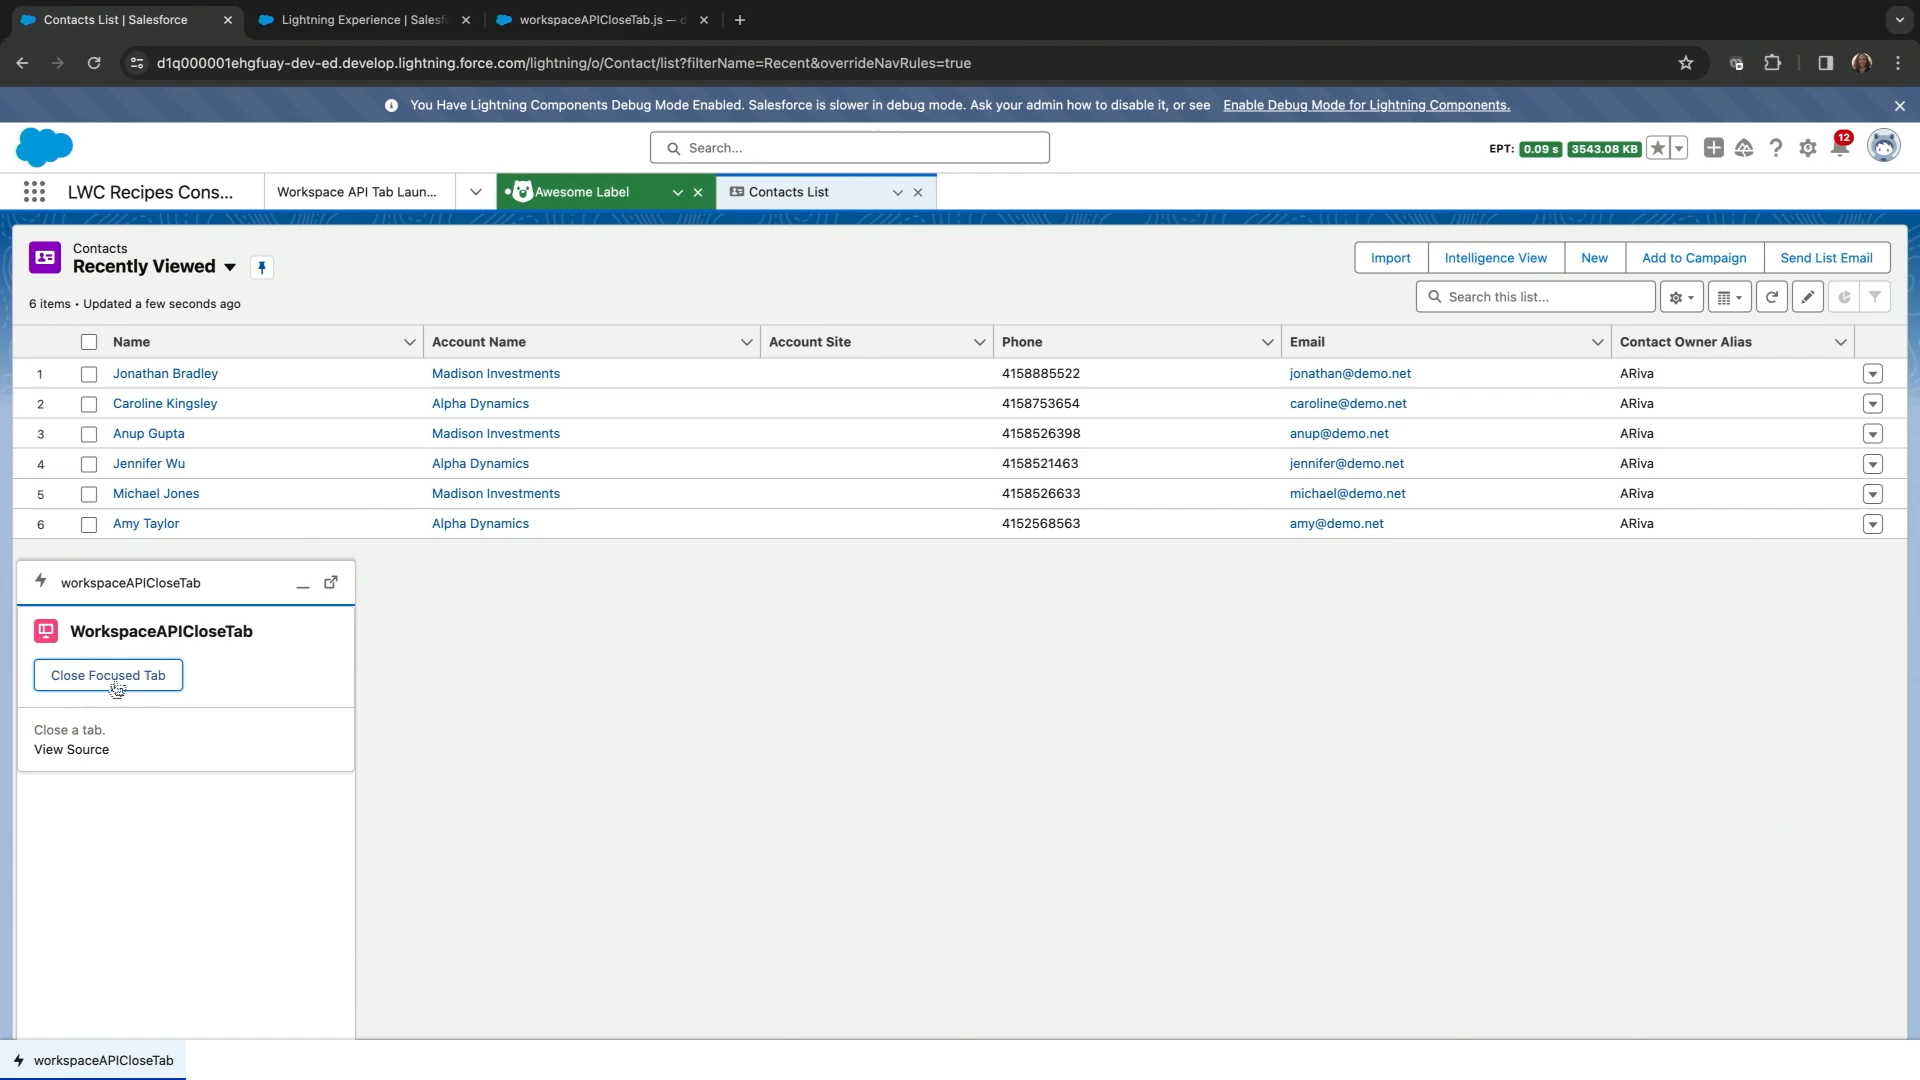 Contacts List | Salesforce
Lightning Experience | Salesf
workspaceAPICloseTab.js —
d1q000001ehgfuay-dev-ed.develop.lightning.force.com/lightning/o/Contact/list?filterName=Recent&overrideNavRules=true
You Have Lightning Components Debug Mode Enabled. Salesforce is slower in debug mode. Ask your admin how to disable it, or see Enable Debug Mode for Lightning Components.
Search...
EPT: 0.09 s 3543.08 KB
12
LWC Recipes Cons...
Workspace API Tab Laun...
Awesome Label
Contacts List
Contacts
Recently Viewed
Import Intelligence View New Add to Campaign Send List Email
6 items • Updated a few seconds ago
Search this list...
Name Account Name Account Site Phone Email Contact Owner Alias
1 Jonathan Bradley Madison Investments 4158885522 jonathan@demo.net ARiva
2 Caroline Kingsley Alpha Dynamics 4158753654 caroline@demo.net ARiva
3 Anup Gupta Madison Investments 4158526398 anup@demo.net ARiva
4 Jennifer Wu Alpha Dynamics 4158521463 jennifer@demo.net ARiva
5 Michael Jones Madison Investments 4158526633 michael@demo.net ARiva
6 Amy Taylor Alpha Dynamics 4152568563 amy@demo.net ARiva
workspaceAPICloseTab
WorkspaceAPICloseTab
Close Focused Tab
Close a tab.
View Source
workspaceAPICloseTab